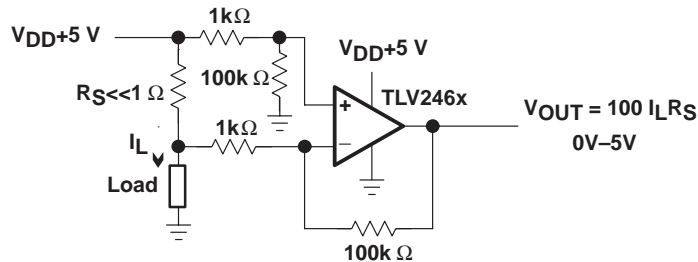 1kΩ
VDD+5 V
VDD+5 V
100k Ω
TLV246x
RS<<1 Ω
+
VOUT = 100 ILRS
1kΩ
0V–5V
IL
–
Load
100k Ω